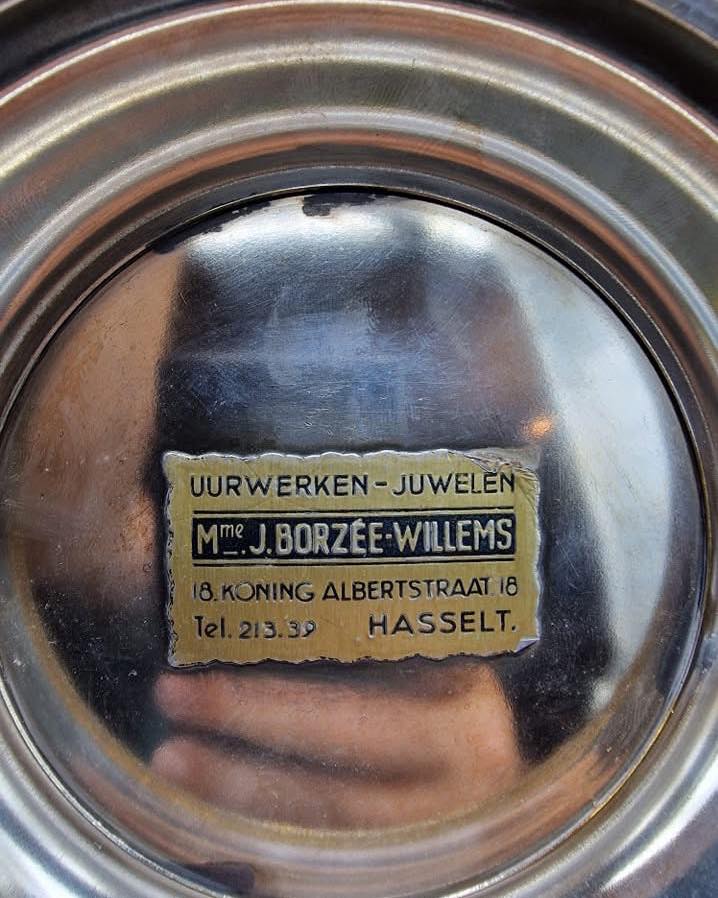 UURWERKEN-JUWELEN
Mme.J.BORZÉE-WILLEMS
18.KONING ALBERTSTRAAT.18
Tel. 213.39 HASSELT.